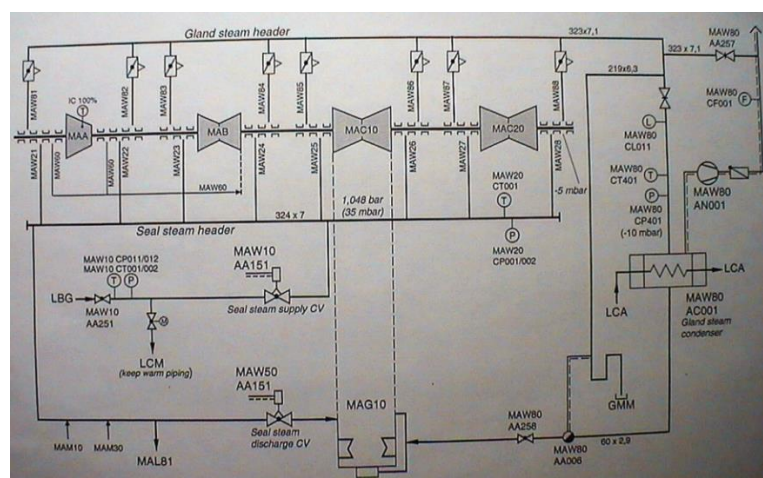 Gland steam header
323x7,1
MAW80
AA257
323 x 7,1
219x6,3
MAW81
MAW82
MAW83
MAW84
MAW85
MAW86
MAW87
MAW88
IC 100%
T
MAA
MAB
MAC10
MAC20
MAW80
CF001
F
L
MAW80
CL011
MAW21
MAW60
MAW60
MAW22
MAW23
MAW24
MAW25
MAW26
MAW27
MAW28
MAW60
MAW20
CT001
T
-5 mbar
MAW80
CT401
T
P
MAW80
CP401
(-10 mbar)
MAW80
AN001
1,048 bar
(35 mbar)
324 x 7
Seal steam header
P
MAW20
CP001/002
MAW10 CP011/012
MAW10 CT001/002
T
P
MAW10
AA151
LBG
MAW10
AA251
Seal steam supply CV
M
LCM
(keep warm piping)
LCA
LCA
MAW80
AC001
Gland steam
condenser
MAW50
AA151
MAG10
Seal steam
discharge CV
MAM10
MAM30
MAL81
MAW80
AA258
GMM
MAW80
AA006
60 x 2,9